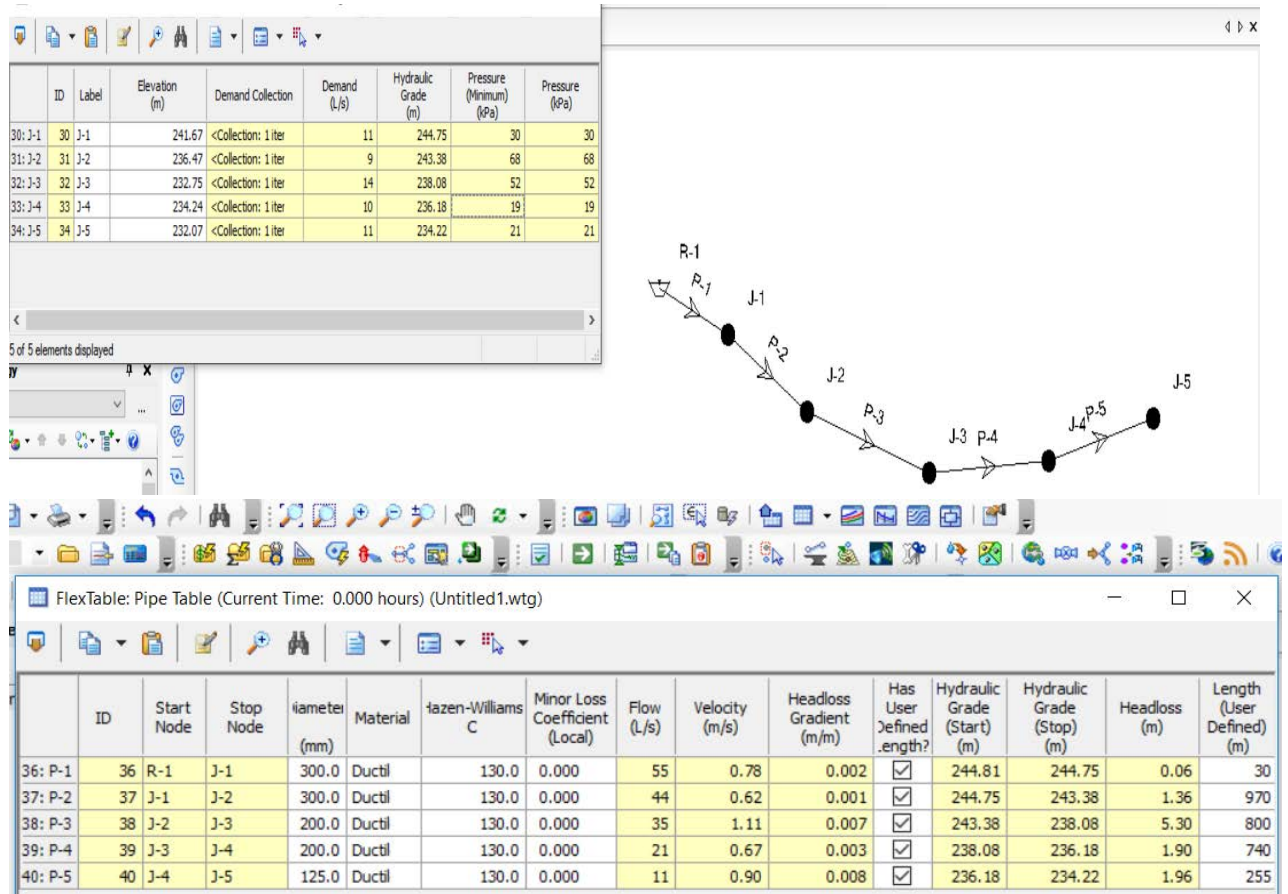 ID Label Elevation (m) Demand Collection Demand (L/s) Hydraulic Grade (m) Pressure (Minimum) (kPa) Pressure (kPa)
30: J-1 30 J-1 241.67 <Collection: 1 iter 11 244.75 30 30
31: J-2 31 J-2 236.47 <Collection: 1 iter 9 243.38 68 68
32: J-3 32 J-3 232.75 <Collection: 1 iter 14 238.08 52 52
33: J-4 33 J-4 234.24 <Collection: 1 iter 10 236.18 19 19
34: J-5 34 J-5 232.07 <Collection: 1 iter 11 234.22 21 21
5 of 5 elements displayed
R-1
P-1
J-1
P-2
J-2
P-3
J-3
P-4
J-4
P-5
J-5
FlexTable: Pipe Table (Current Time: 0.000 hours) (Untitled1.wtg)
ID Start Node Stop Node iameter (mm) Material Hazen-Williams C Minor Loss Coefficient (Local) Flow (L/s) Velocity (m/s) Headloss Gradient (m/m) Has User Defined Length? Hydraulic Grade (Start) (m) Hydraulic Grade (Stop) (m) Headloss (m) Length (User Defined) (m)
36: P-1 36 R-1 J-1 300.0 Ductil 130.0 0.000 55 0.78 0.002 244.81 244.75 0.06 30
37: P-2 37 J-1 J-2 300.0 Ductil 130.0 0.000 44 0.62 0.001 244.75 243.38 1.36 970
38: P-3 38 J-2 J-3 200.0 Ductil 130.0 0.000 35 1.11 0.007 243.38 238.08 5.30 800
39: P-4 39 J-3 J-4 200.0 Ductil 130.0 0.000 21 0.67 0.003 238.08 236.18 1.90 740
40: P-5 40 J-4 J-5 125.0 Ductil 130.0 0.000 11 0.90 0.008 236.18 234.22 1.96 255